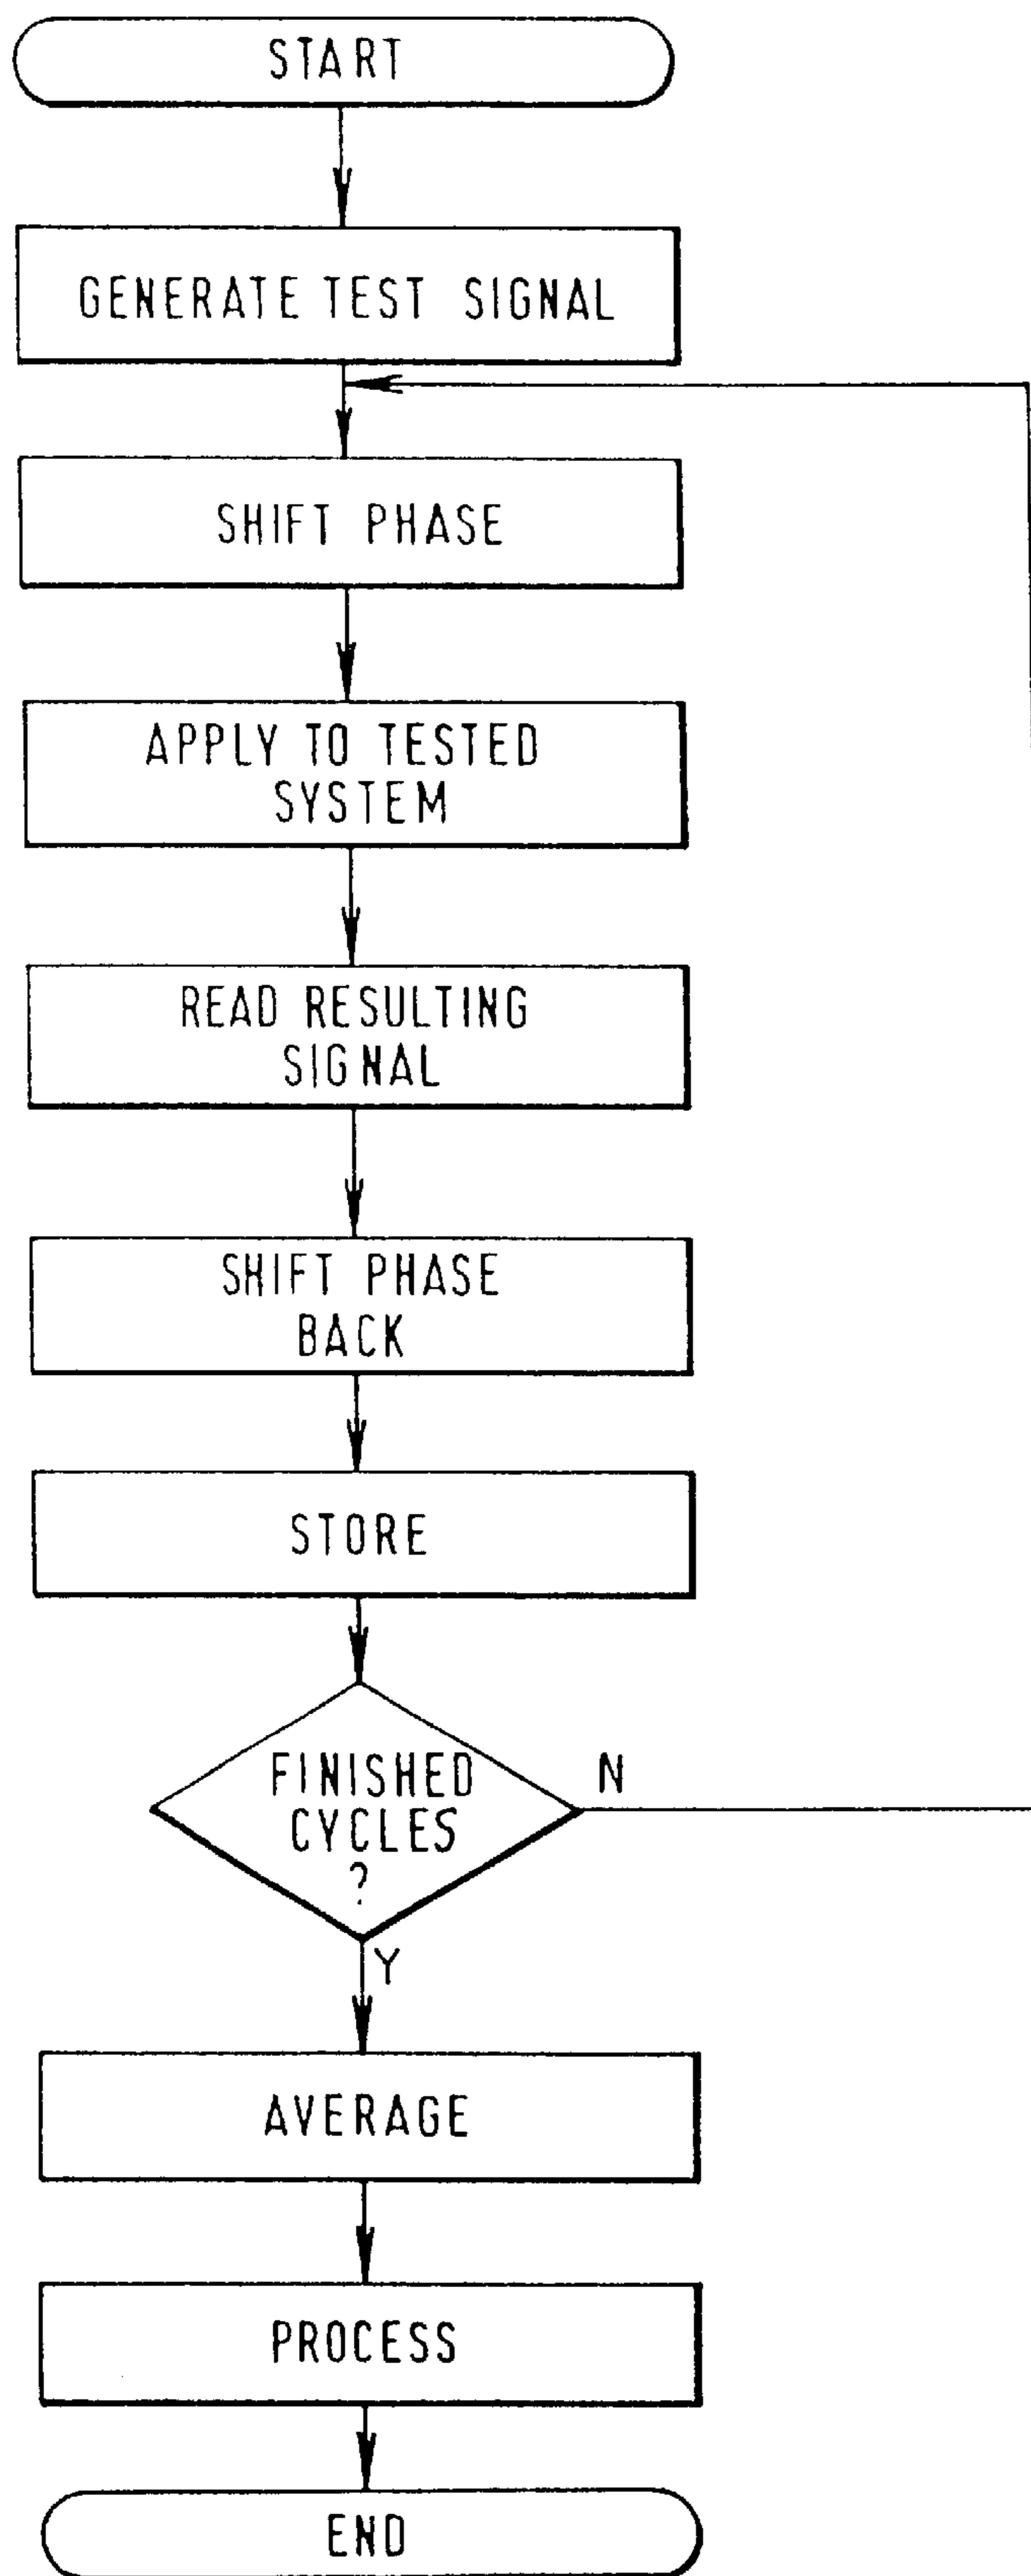 START
GENERATE TEST SIGNAL
SHIFT PHASE
APPLY TO TESTED
SYSTEM
READ RESULTING
SIGNAL
SHIFT PHASE
BACK
STORE
FINISHED
CYCLES
?
N
Y
AVERAGE
PROCESS
END